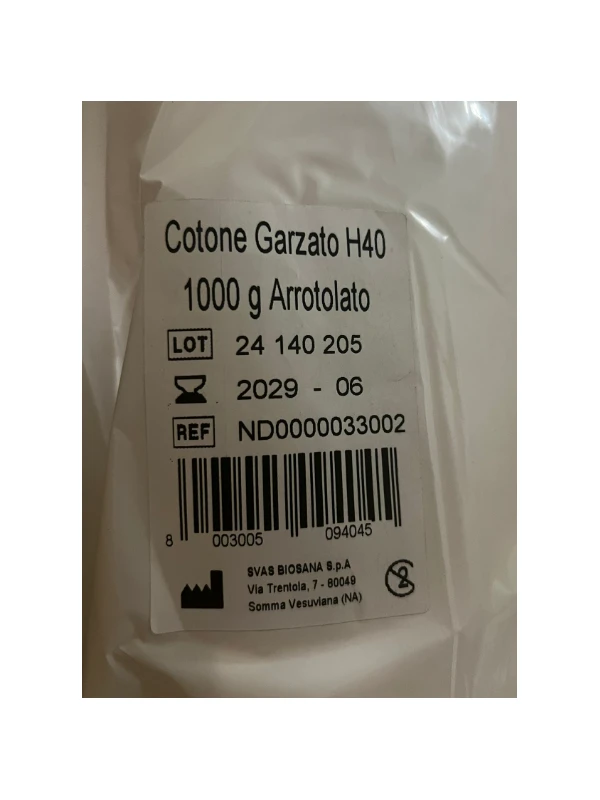 Cotone Garzato H40
1000 g Arrotolato
LOT 24 140 205
2029 - 06
REF ND0000033002
8 003005 094045
SVAS BIOSANA S.p.A
Via Trentola, 7 - 80049
Somma Vesuviana (NA)
2